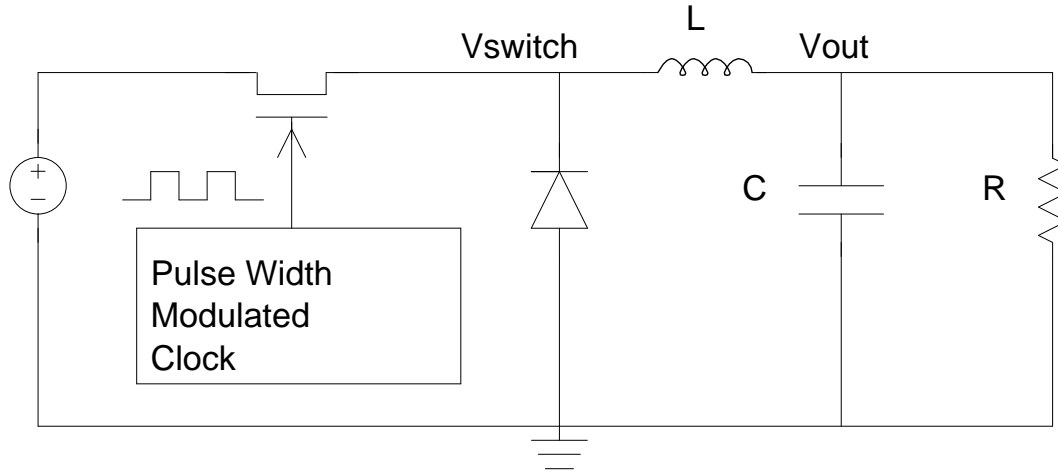 L
Vswitch
Vout
+
−
C
R
Pulse Width
Modulated
Clock